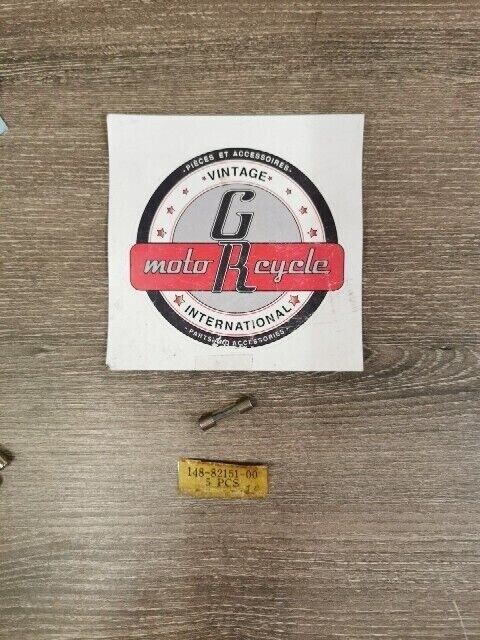 ·PIÈCES ET ACCESSOIRES·
VINTAGE
GR
moto cycle
INTERNATIONAL
·PARTS AND ACCESSORIES·
148-82151-00
5 PCS